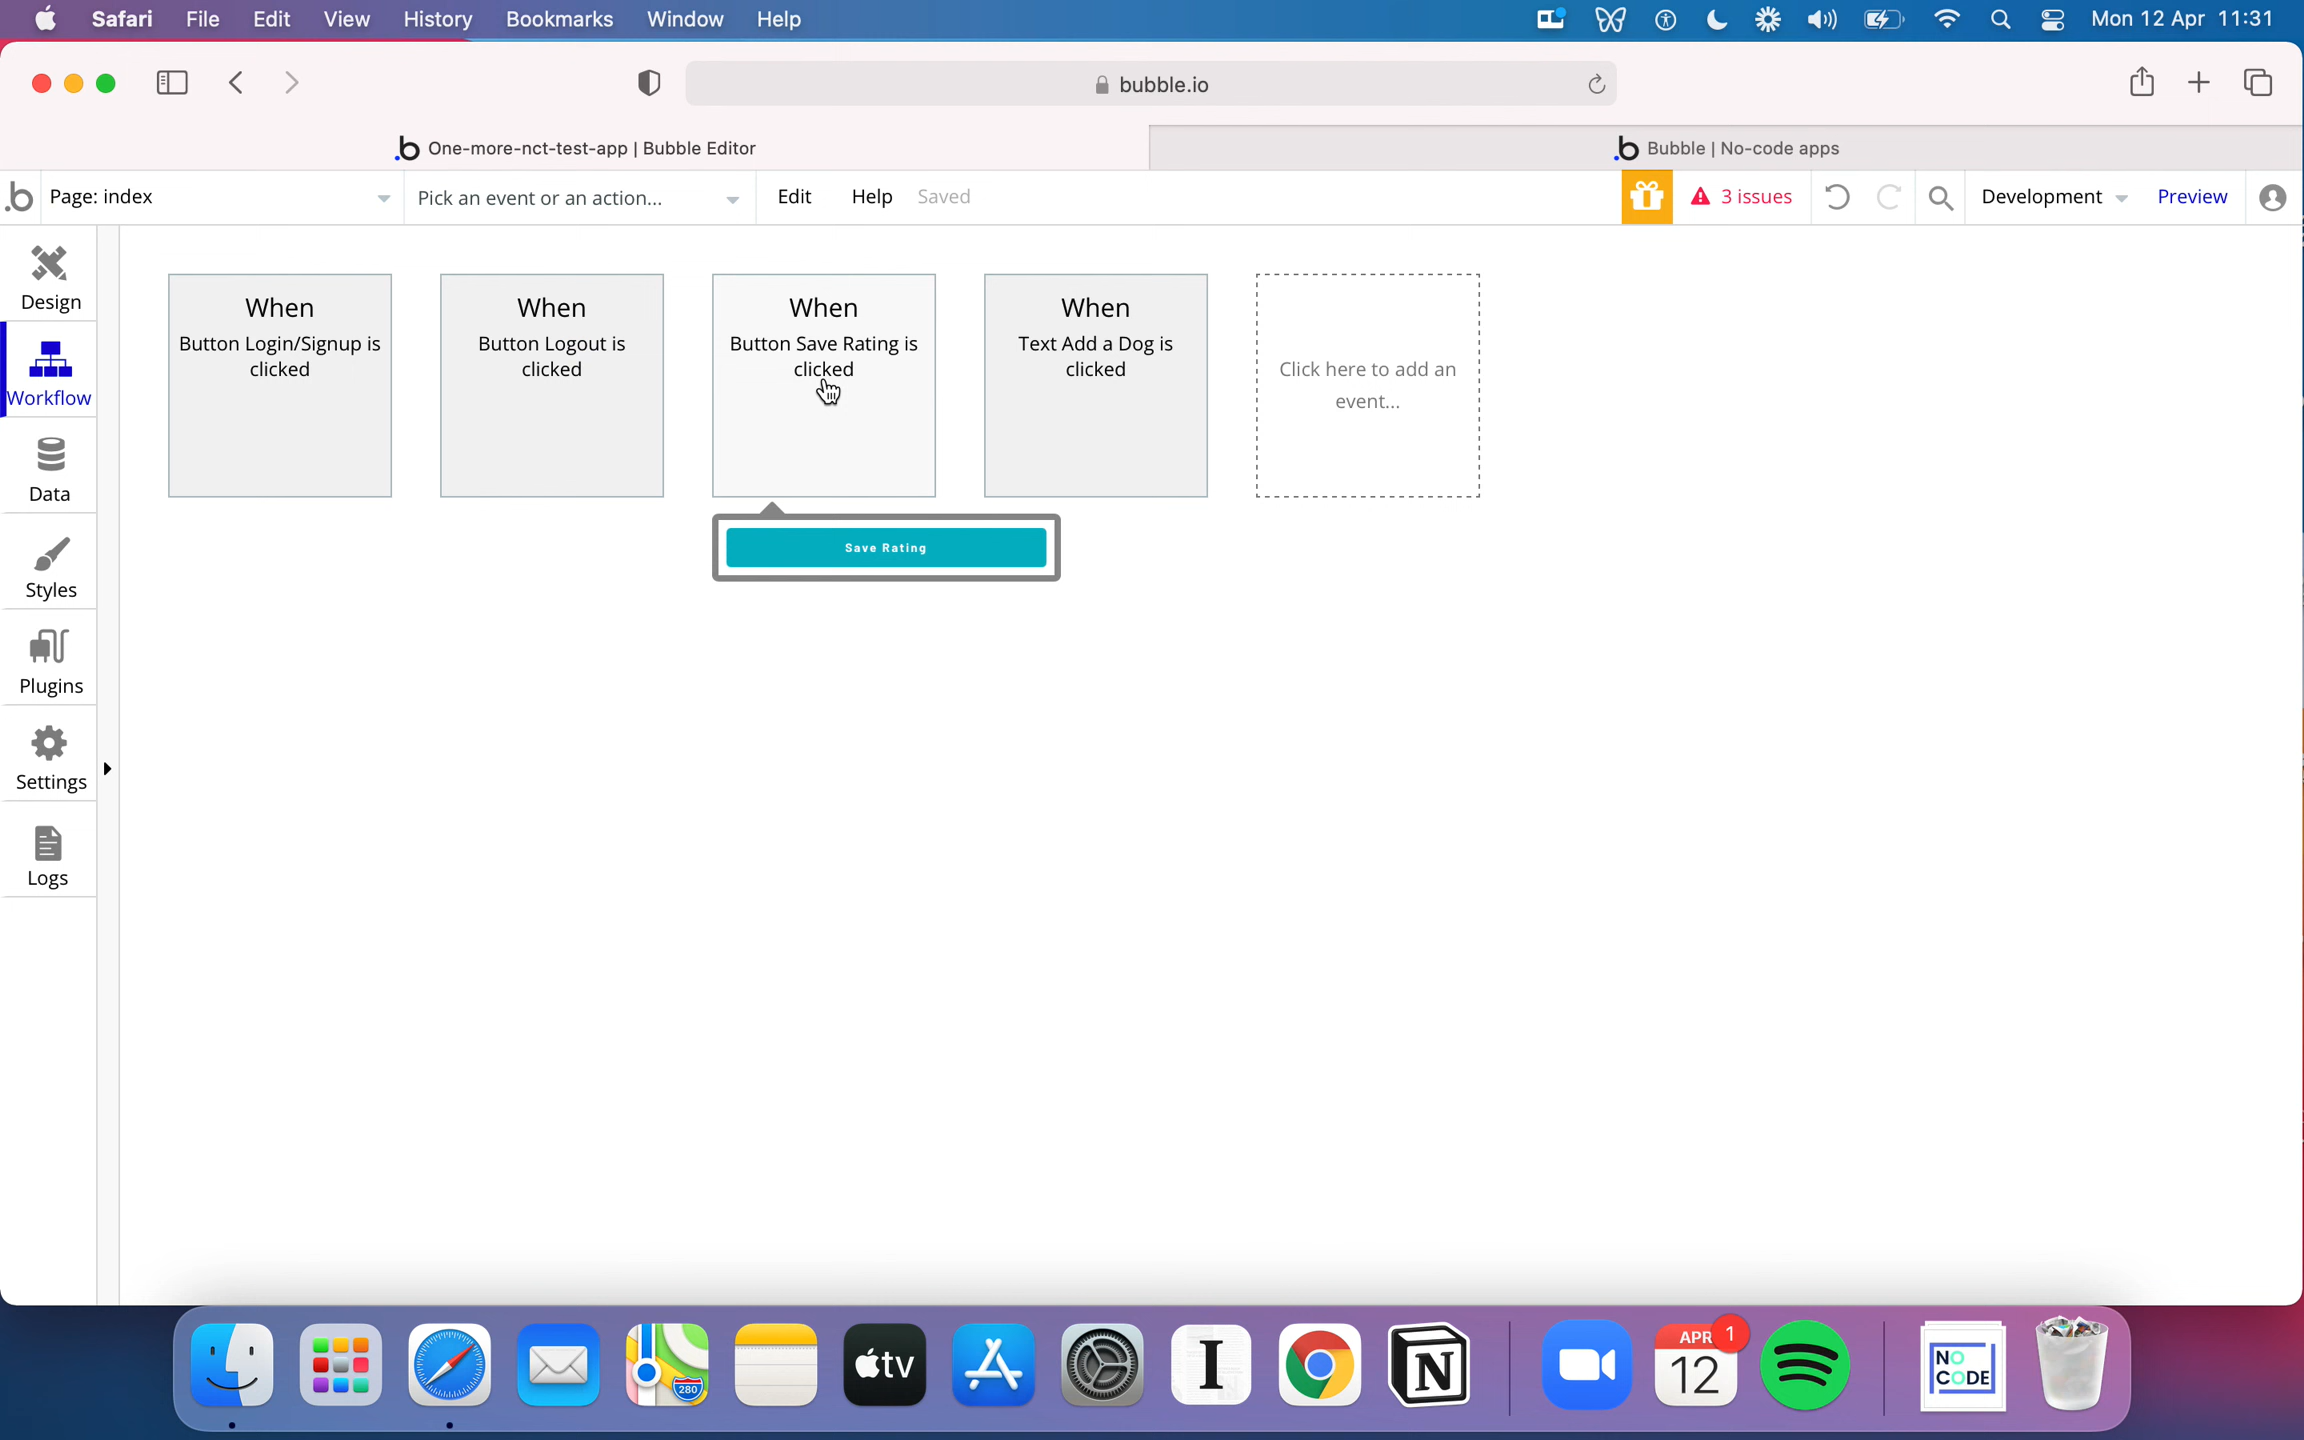 Safari File Edit View History Bookmarks Window Help Mon 12 Apr 11:31
bubble.io
.b One-more-nct-test-app | Bubble Editor
.b Bubble | No-code apps
.b Page: index Pick an event or an action... Edit Help Saved 3 issues Development Preview
Design
Workflow
Data
Styles
Plugins
Settings
Logs
When
Button Login/Signup is
clicked
When
Button Logout is
clicked
When
Button Save Rating is
clicked
When
Text Add a Dog is
clicked
Click here to add an
event...
Save Rating
280
tv
I
N
APR
1
12
NO
CODE